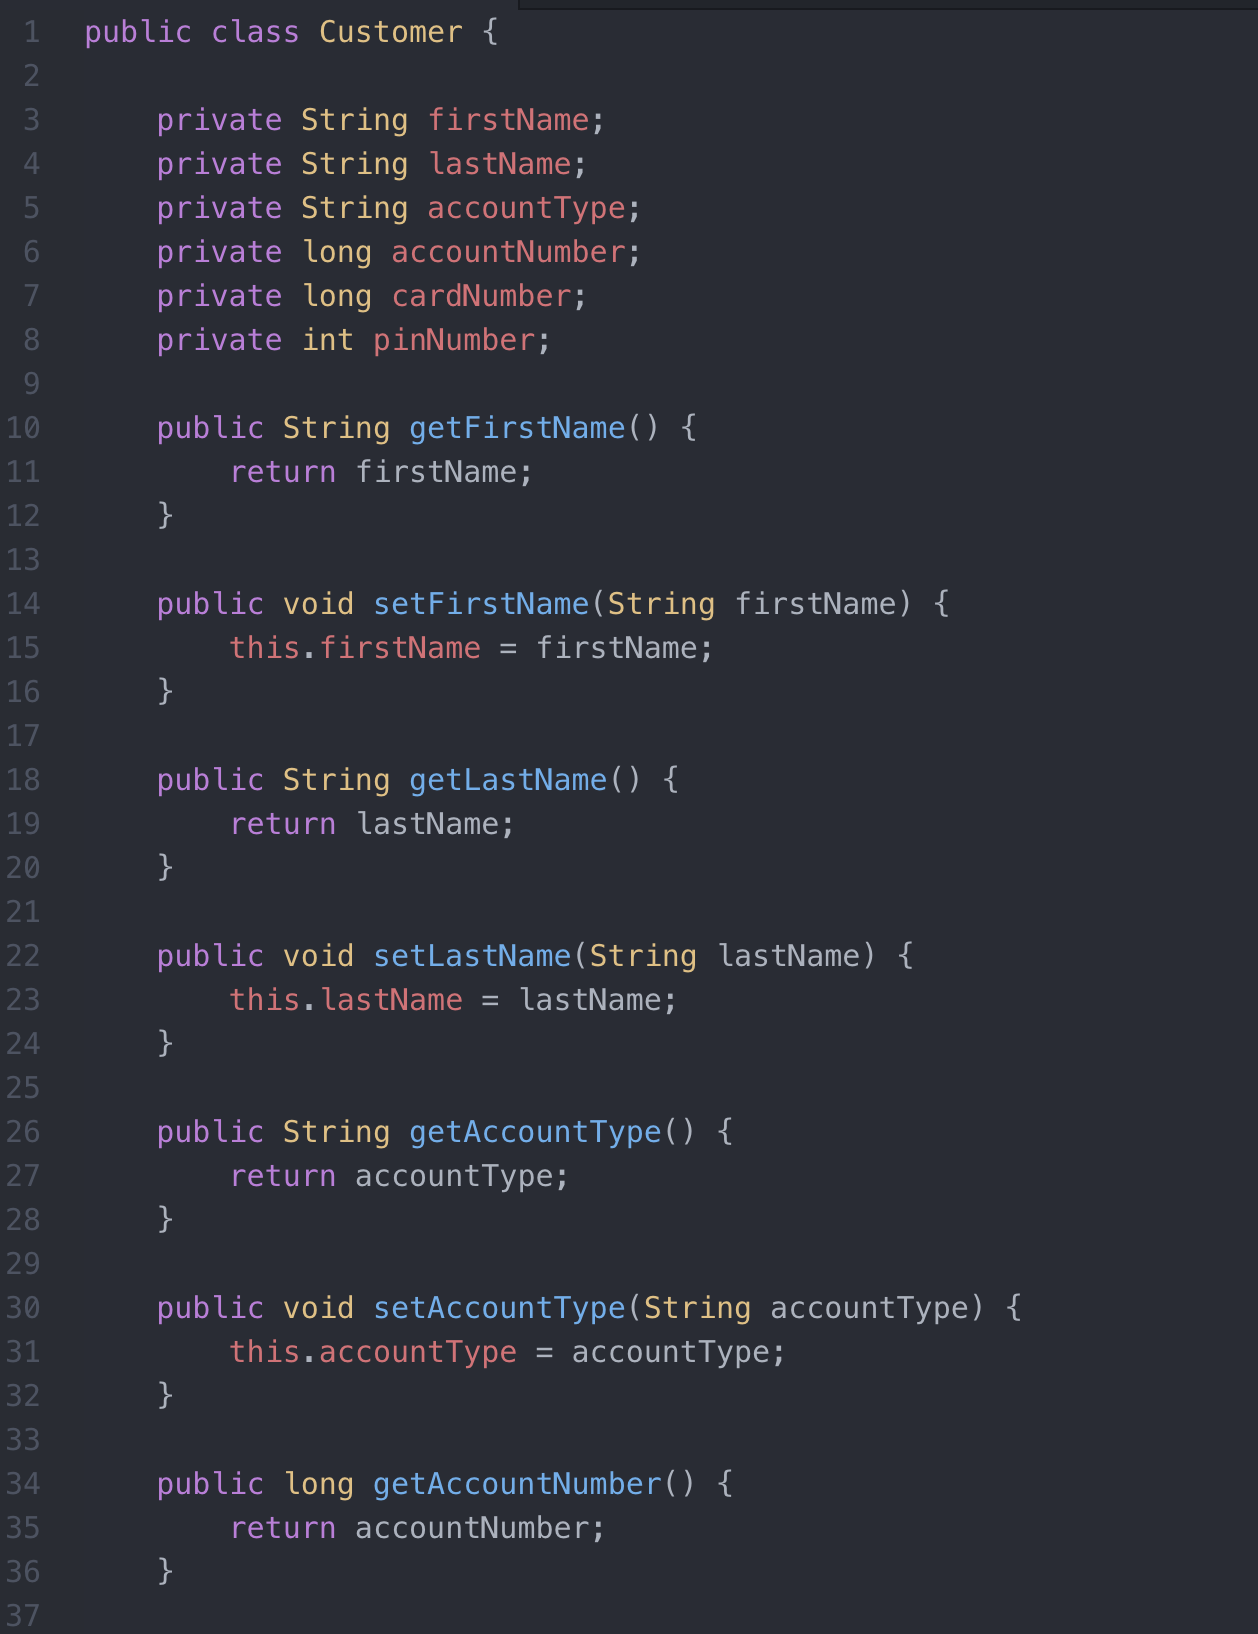 1 public class Customer {
2
3     private String firstName;
4     private String lastName;
5     private String accountType;
6     private long accountNumber;
7     private long cardNumber;
8     private int pinNumber;
9
10     public String getFirstName() {
11         return firstName;
12     }
13
14     public void setFirstName(String firstName) {
15         this.firstName = firstName;
16     }
17
18     public String getLastName() {
19         return lastName;
20     }
21
22     public void setLastName(String lastName) {
23         this.lastName = lastName;
24     }
25
26     public String getAccountType() {
27         return accountType;
28     }
29
30     public void setAccountType(String accountType) {
31         this.accountType = accountType;
32     }
33
34     public long getAccountNumber() {
35         return accountNumber;
36     }
37